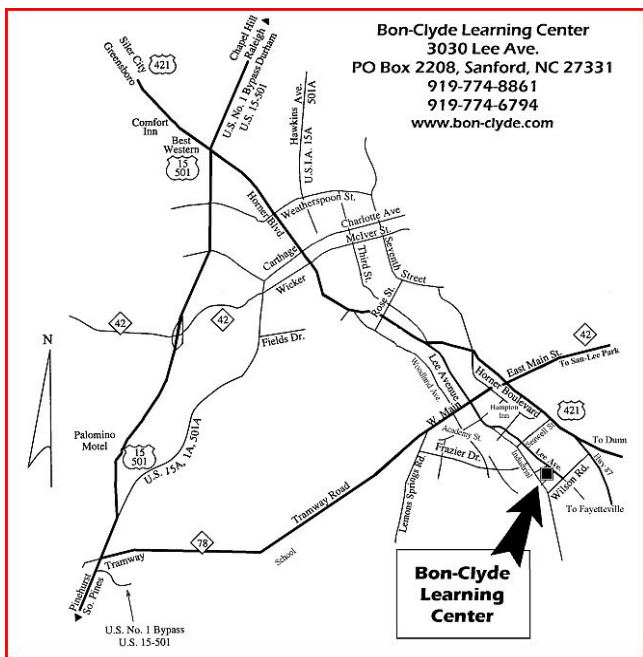 Bon-Clyde Learning Center
3030 Lee Ave.
PO Box 2208, Sanford, NC 27331
919-774-8861
919-774-6794
www.bon-clyde.com
Siler City
Greensboro
421
Chapel Hill
Raleigh
Durham
U.S. No. 1 Bypass
U.S. 15-501
Comfort
Inn
Best
Western
15
501
Hawkins Ave.
501A
U.S.I.A. 15A
Horner Blvd.
Weatherspoon St.
Charlotte Ave
McIver St.
Carthage
Wicker
Third St.
Seventh
Street
Rose St.
42
42
Fields Dr.
N
42
East Main St.
To San-Lee Park
Lee Avenue
Woodland Ave.
Horner Boulevard
Hampton
Inn
421
W. Main
Academy St.
Seawell St.
To Dunn
Palomino
Motel
15
501
U.S. 15A, 1A, 501A
Frazier Dr.
Industrial
Lee Ave.
Hwy 87
Wilson Rd.
Lemons Springs Rd.
Tramway Road
To Fayetteville
78
Tramway
School
Pinehurst
So. Pines
U.S. No. 1 Bypass
U.S. 15-501
Bon-Clyde
Learning
Center